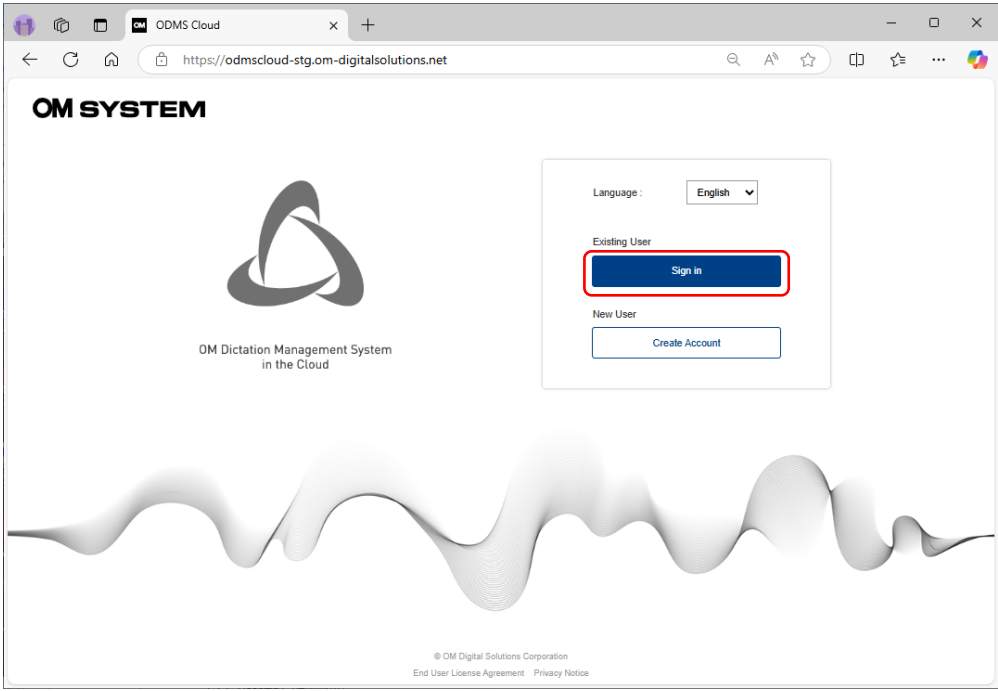 OM ODMS Cloud
https://odmscloud-stg.om-digitalsolutions.net
OM SYSTEM
Language : English
Existing User
Sign in
New User
Create Account
OM Dictation Management System
in the Cloud
© OM Digital Solutions Corporation
End User License Agreement Privacy Notice